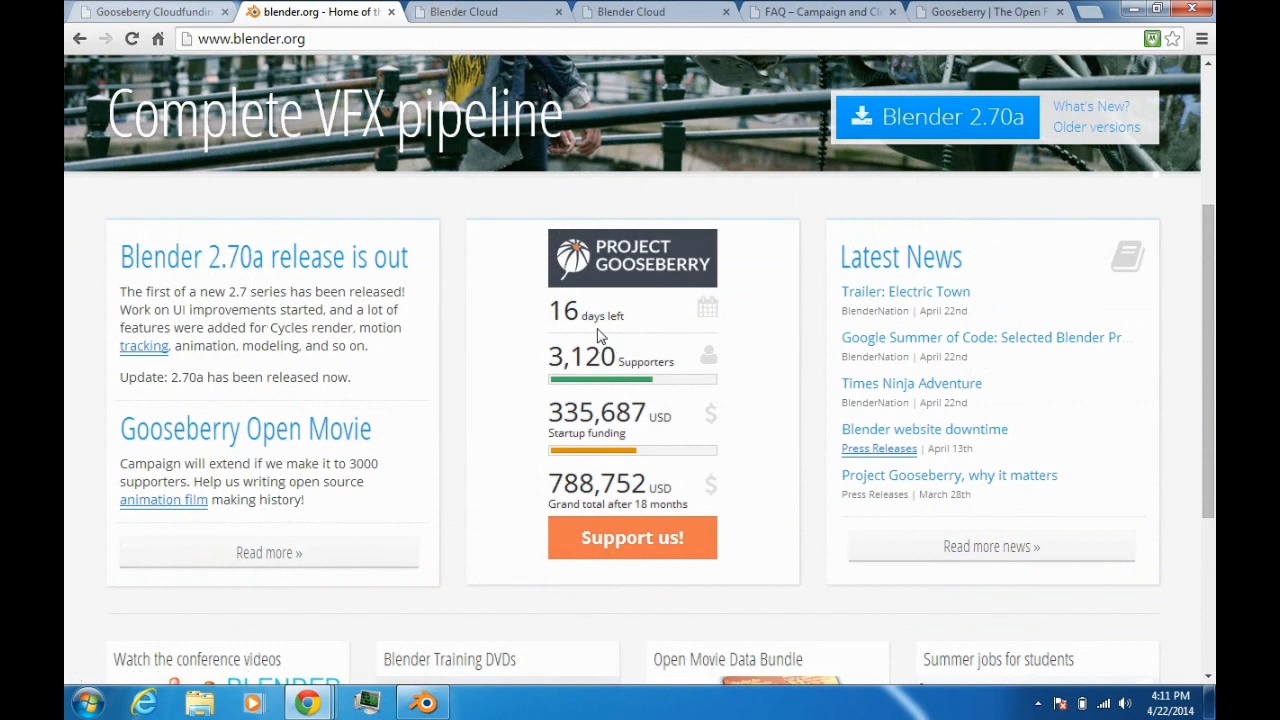 Gooseberry Cloudfundin
blender.org - Home of th
Blender Cloud
Blender Cloud
FAQ – Campaign and Cl
Gooseberry | The Open F
www.blender.org
Complete VFX pipeline
Blender 2.70a
What's New?
Older versions
Blender 2.70a release is out
The first of a new 2.7 series has been released!
Work on UI improvements started, and a lot of
features were added for Cycles render, motion
tracking, animation, modeling, and so on.
Update: 2.70a has been released now.
Gooseberry Open Movie
Campaign will extend if we make it to 3000
supporters. Help us writing open source
animation film making history!
Read more »
PROJECT
GOOSEBERRY
16 days left
3,120 Supporters
335,687 USD
Startup funding
788,752 USD
Grand total after 18 months
Support us!
Latest News
Trailer: Electric Town
BlenderNation | April 22nd
Google Summer of Code: Selected Blender Pr...
BlenderNation | April 22nd
Times Ninja Adventure
BlenderNation | April 22nd
Blender website downtime
Press Releases | April 13th
Project Gooseberry, why it matters
Press Releases | March 28th
Read more news »
Watch the conference videos
Blender Training DVDs
Open Movie Data Bundle
Summer jobs for students
4:11 PM
4/22/2014